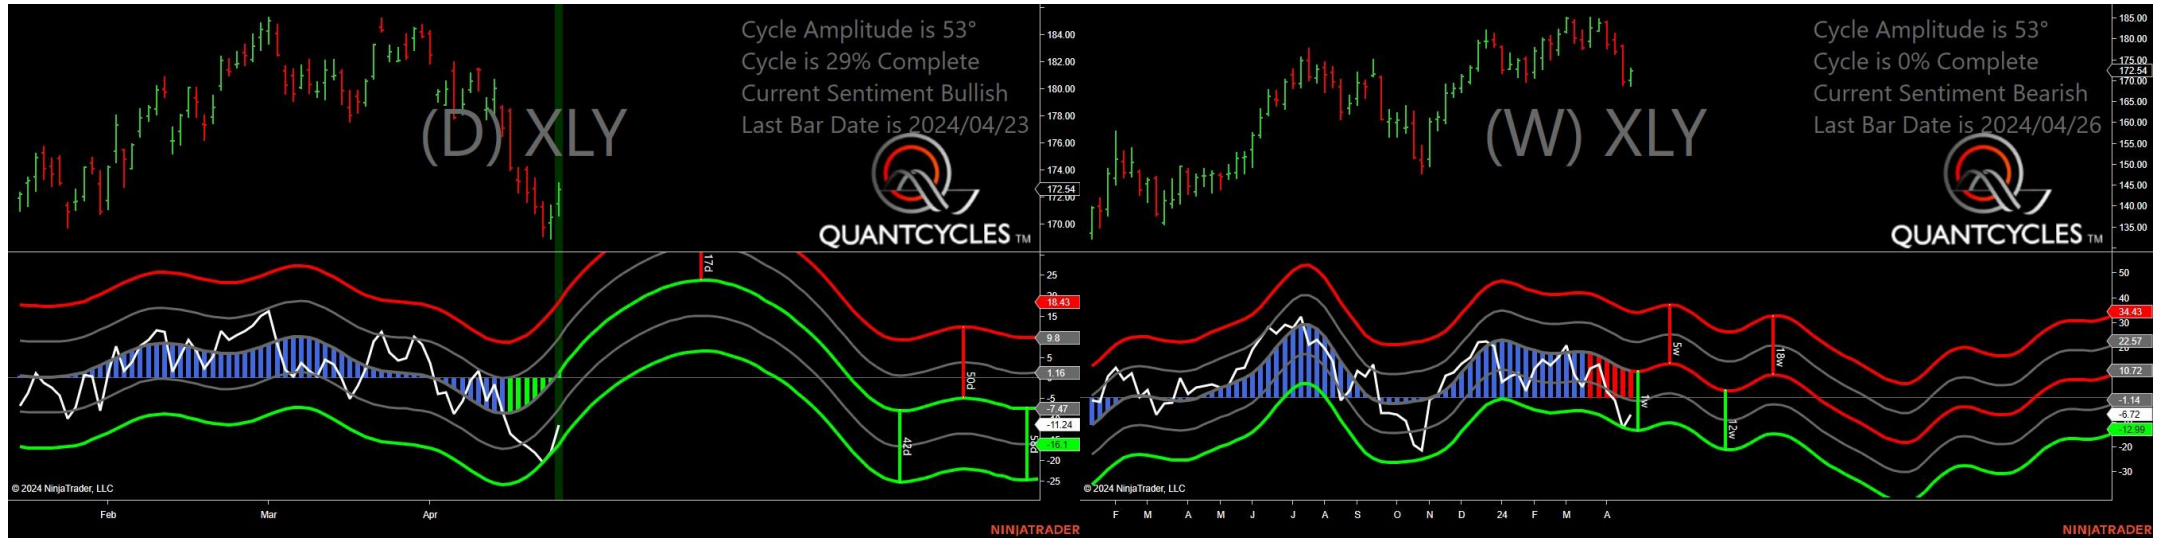 Cycle Amplitude is 53°
Cycle is 29% Complete
Current Sentiment Bullish
Last Bar Date is 2024/04/23
(D) XLY
QUANTCYCLES TM
184.00
182.00
180.00
178.00
176.00
174.00
172.54
172.00
170.00
17d
25
18.43
15
9.8
5
1.16
-5
-7.47
-11.24
-16.1
-20
-25
50d
42d
58d
© 2024 NinjaTrader, LLC
Feb Mar Apr
NINJATRADER
Cycle Amplitude is 53°
Cycle is 0% Complete
Current Sentiment Bearish
Last Bar Date is 2024/04/26
(W) XLY
QUANTCYCLES TM
185.00
180.00
175.00
172.54
170.00
165.00
160.00
155.00
150.00
145.00
140.00
135.00
50
40
34.43
30
22.57
10.72
-1.14
-6.72
-12.99
-20
-30
5w
18w
1w
12w
© 2024 NinjaTrader, LLC
F M A M J J A S O N D 24 F M A
NINJATRADER